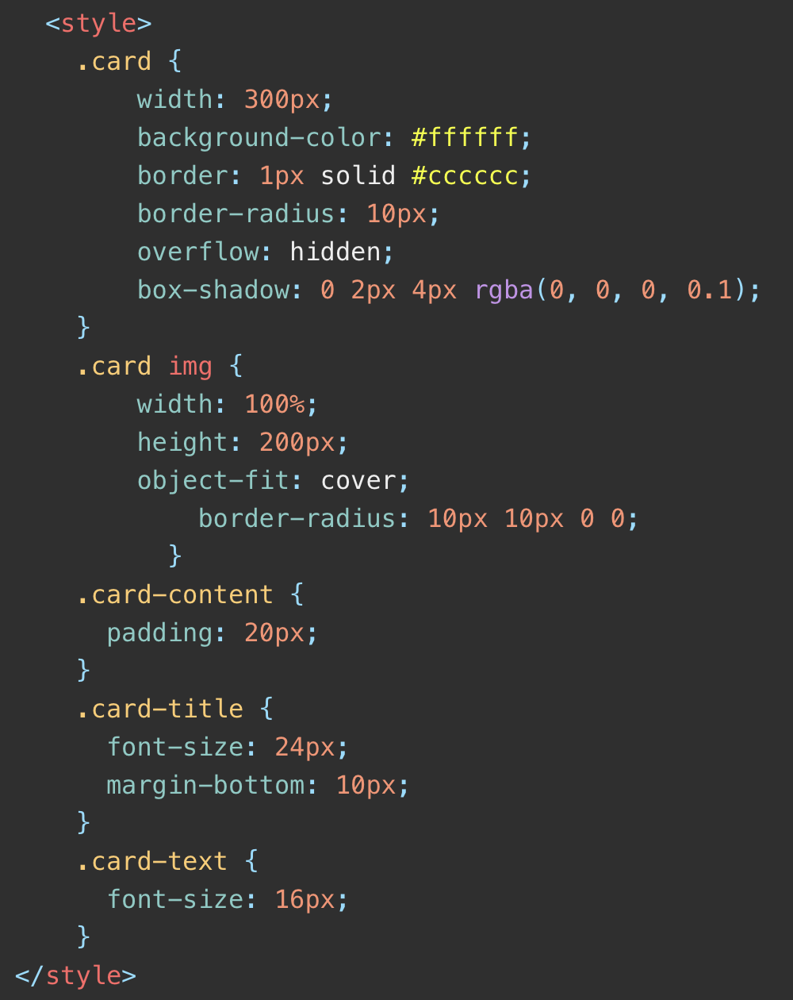 <style>
.card {
width: 300px;
background-color: #ffffff;
border: 1px solid #cccccc;
border-radius: 10px;
overflow: hidden;
box-shadow: 0 2px 4px rgba(0, 0, 0, 0.1);
}
.card img {
width: 100%;
height: 200px;
object-fit: cover;
border-radius: 10px 10px 0 0;
}
.card-content {
padding: 20px;
}
.card-title {
font-size: 24px;
margin-bottom: 10px;
}
.card-text {
font-size: 16px;
}
</style>